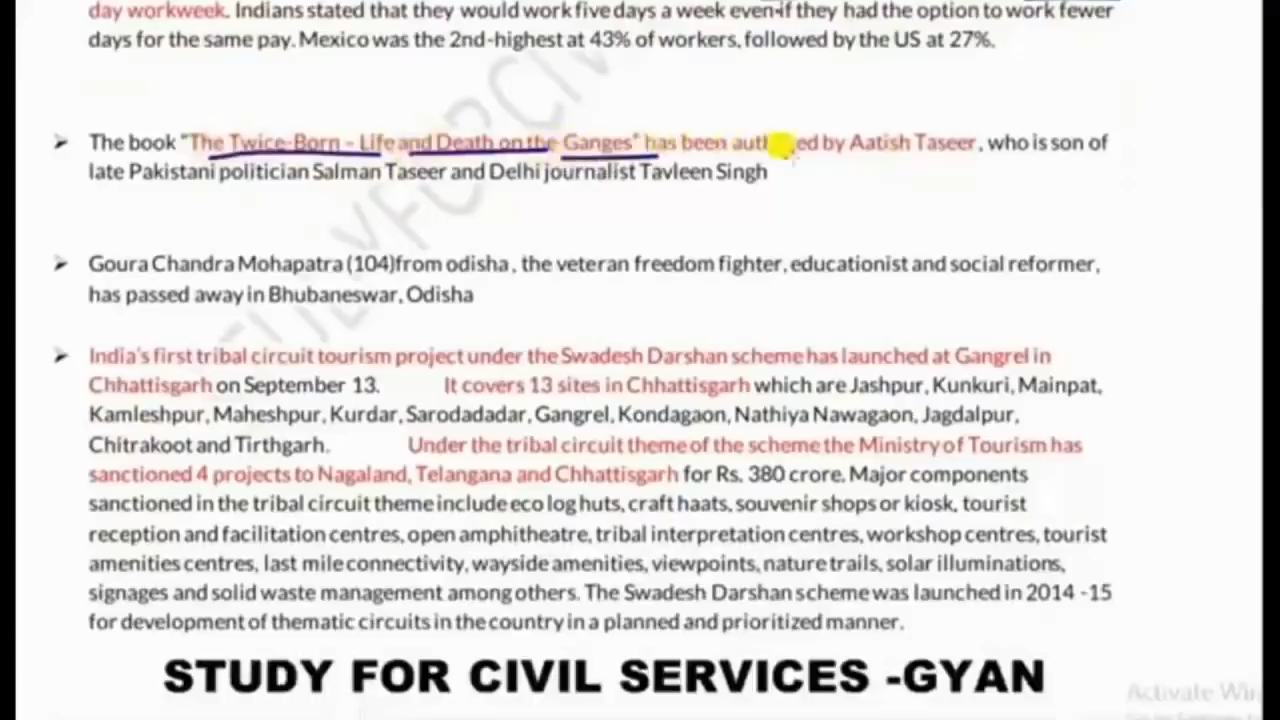 day workweek. Indians stated that they would work five days a week even if they had the option to work fewer
days for the same pay. Mexico was the 2nd-highest at 43% of workers, followed by the US at 27%.
➤ The book "The Twice-Born – Life and Death on the Ganges" has been auth ed by Aatish Taseer, who is son of
late Pakistani politician Salman Taseer and Delhi journalist Tavleen Singh
➤ Goura Chandra Mohapatra (104)from odisha, the veteran freedom fighter, educationist and social reformer,
has passed away in Bhubaneswar, Odisha
➤ India's first tribal circuit tourism project under the Swadesh Darshan scheme has launched at Gangrel in
Chhattisgarh on September 13. It covers 13 sites in Chhattisgarh which are Jashpur, Kunkuri, Mainpat,
Kamleshpur, Maheshpur, Kurdar, Sarodadadar, Gangrel, Kondagaon, Nathiya Nawagaon, Jagdalpur,
Chitrakoot and Tirthgarh. Under the tribal circuit theme of the scheme the Ministry of Tourism has
sanctioned 4 projects to Nagaland, Telangana and Chhattisgarh for Rs. 380 crore. Major components
sanctioned in the tribal circuit theme include eco log huts, craft haats, souvenir shops or kiosk, tourist
reception and facilitation centres, open amphitheatre, tribal interpretation centres, workshop centres, tourist
amenities centres, last mile connectivity, wayside amenities, viewpoints, nature trails, solar illuminations,
signages and solid waste management among others. The Swadesh Darshan scheme was launched in 2014 -15
for development of thematic circuits in the country in a planned and prioritized manner.
STUDY FOR CIVIL SERVICES -GYAN
Activate Win